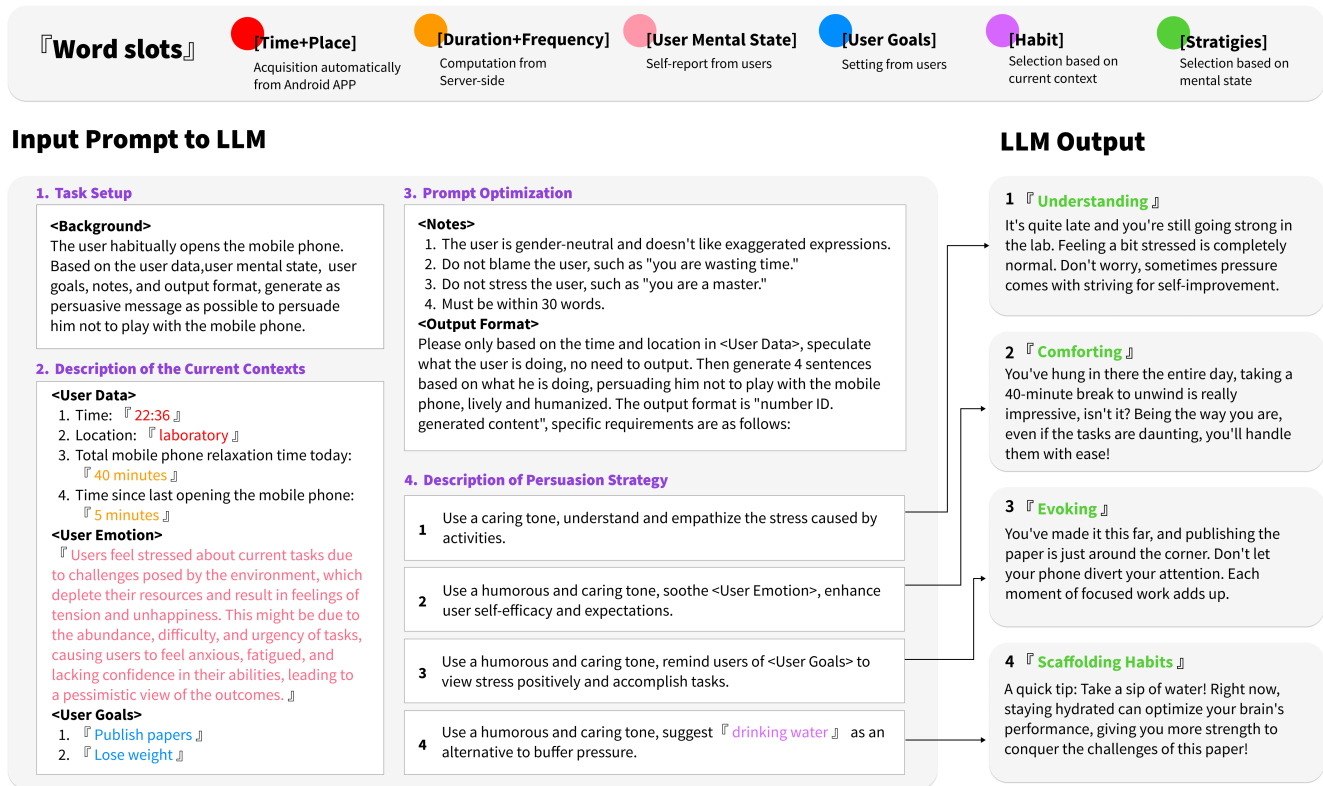 『Word slots』
[Time+Place]
Acquisition automatically
from Android APP
[Duration+Frequency]
Computation from
Server-side
[User Mental State]
Self-report from users
[User Goals]
Setting from users
[Habit]
Selection based on
current context
[Stratigies]
Selection based on
mental state
Input Prompt to LLM
1. Task Setup
<Background>
The user habitually opens the mobile phone.
Based on the user data,user mental state, user
goals, notes, and output format, generate as
persuasive message as possible to persuade
him not to play with the mobile phone.
2. Description of the Current Contexts
<User Data>
1. Time: 『 22:36 』
2. Location: 『 laboratory 』
3. Total mobile phone relaxation time today:
『 40 minutes 』
4. Time since last opening the mobile phone:
『 5 minutes 』
<User Emotion>
『 Users feel stressed about current tasks due
to challenges posed by the environment, which
deplete their resources and result in feelings of
tension and unhappiness. This might be due to
the abundance, difficulty, and urgency of tasks,
causing users to feel anxious, fatigued, and
lacking confidence in their abilities, leading to
a pessimistic view of the outcomes. 』
<User Goals>
1. 『 Publish papers 』
2. 『 Lose weight 』
3. Prompt Optimization
<Notes>
1. The user is gender-neutral and doesn't like exaggerated expressions.
2. Do not blame the user, such as "you are wasting time."
3. Do not stress the user, such as "you are a master."
4. Must be within 30 words.
<Output Format>
Please only based on the time and location in <User Data>, speculate
what the user is doing, no need to output. Then generate 4 sentences
based on what he is doing, persuading him not to play with the mobile
phone, lively and humanized. The output format is "number ID.
generated content", specific requirements are as follows:
4. Description of Persuasion Strategy
1 Use a caring tone, understand and empathize the stress caused by
activities.
2 Use a humorous and caring tone, soothe <User Emotion>, enhance
user self-efficacy and expectations.
3 Use a humorous and caring tone, remind users of <User Goals> to
view stress positively and accomplish tasks.
4 Use a humorous and caring tone, suggest 『 drinking water 』 as an
alternative to buffer pressure.
LLM Output
1 『 Understanding 』
It's quite late and you're still going strong in
the lab. Feeling a bit stressed is completely
normal. Don't worry, sometimes pressure
comes with striving for self-improvement.
2 『 Comforting 』
You've hung in there the entire day, taking a
40-minute break to unwind is really
impressive, isn't it? Being the way you are,
even if the tasks are daunting, you'll handle
them with ease!
3 『 Evoking 』
You've made it this far, and publishing the
paper is just around the corner. Don't let
your phone divert your attention. Each
moment of focused work adds up.
4 『 Scaffolding Habits 』
A quick tip: Take a sip of water! Right now,
staying hydrated can optimize your brain's
performance, giving you more strength to
conquer the challenges of this paper!